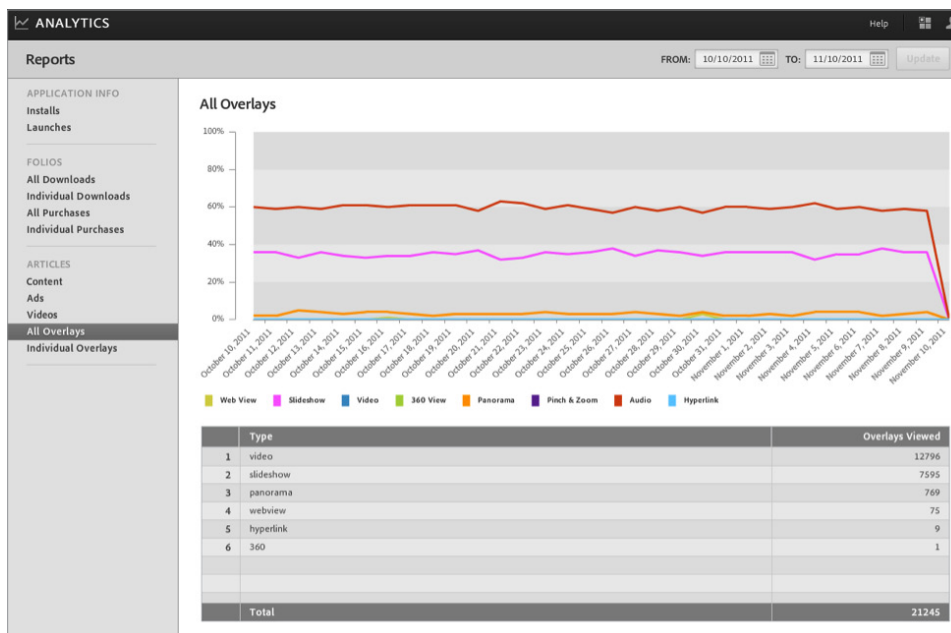 ANALYTICS
Help
Reports
FROM: 10/10/2011 TO: 11/10/2011 Update
APPLICATION INFO
Installs
Launches
FOLIOS
All Downloads
Individual Downloads
All Purchases
Individual Purchases
ARTICLES
Content
Ads
Videos
All Overlays
Individual Overlays
All Overlays
100%
80%
60%
40%
20%
0%
October 10, 2011
October 11, 2011
October 12, 2011
October 13, 2011
October 14, 2011
October 15, 2011
October 16, 2011
October 17, 2011
October 18, 2011
October 19, 2011
October 20, 2011
October 21, 2011
October 22, 2011
October 23, 2011
October 24, 2011
October 25, 2011
October 26, 2011
October 27, 2011
October 28, 2011
October 29, 2011
October 30, 2011
October 31, 2011
November 1, 2011
November 2, 2011
November 3, 2011
November 4, 2011
November 5, 2011
November 6, 2011
November 7, 2011
November 8, 2011
November 9, 2011
November 10, 2011
Web View Slideshow Video 360 View Panorama Pinch & Zoom Audio Hyperlink
Type Overlays Viewed
1 video 12796
2 slideshow 7595
3 panorama 769
4 webview 75
5 hyperlink 9
6 360 1
Total 21245